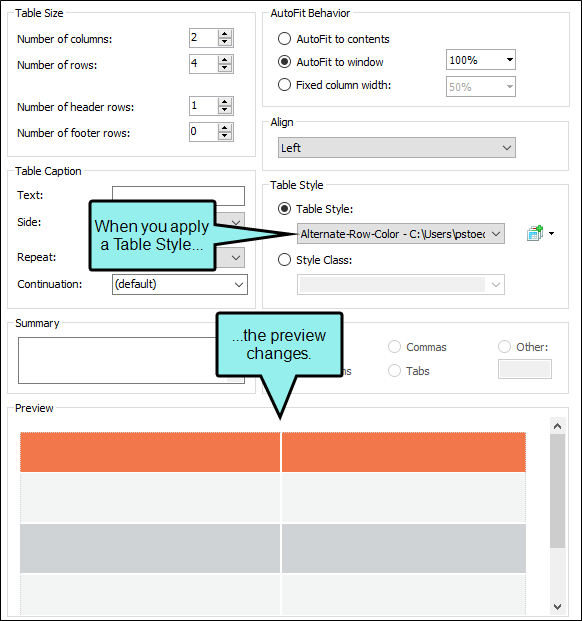 Table Size
Number of columns: 2
Number of rows: 4
Number of header rows: 1
Number of footer rows: 0
AutoFit Behavior
AutoFit to contents
AutoFit to window 100%
Fixed column width: 50%
Align
Left
Table Caption
Text:
Side:
Repeat:
Continuation: (default)
When you apply
a Table Style...
Table Style
Table Style:
Alternate-Row-Color - C:\Users\pstoec
Style Class:
Summary
...the preview
changes.
Commas
Other:
Tabs
Preview